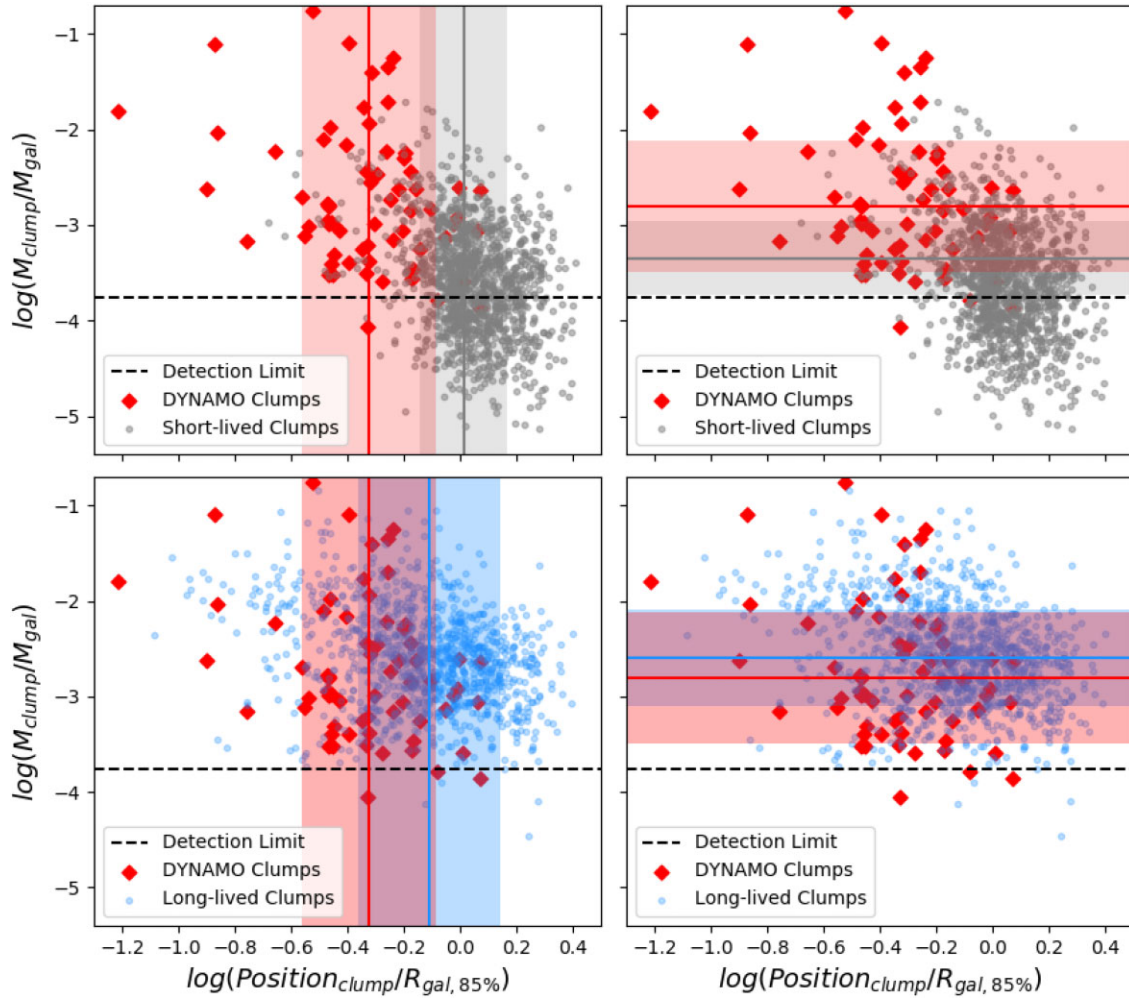 −1
−2
−3
−4
−5
log(M_clump/M_gal)
Detection Limit
DYNAMO Clumps
Short-lived Clumps
Detection Limit
DYNAMO Clumps
Short-lived Clumps
−1
−2
−3
−4
−5
log(M_clump/M_gal)
Detection Limit
DYNAMO Clumps
Long-lived Clumps
Detection Limit
DYNAMO Clumps
Long-lived Clumps
−1.2 −1.0 −0.8 −0.6 −0.4 −0.2 0.0 0.2 0.4
−1.2 −1.0 −0.8 −0.6 −0.4 −0.2 0.0 0.2 0.4
log(Position_clump/R_gal, 85%)
log(Position_clump/R_gal, 85%)